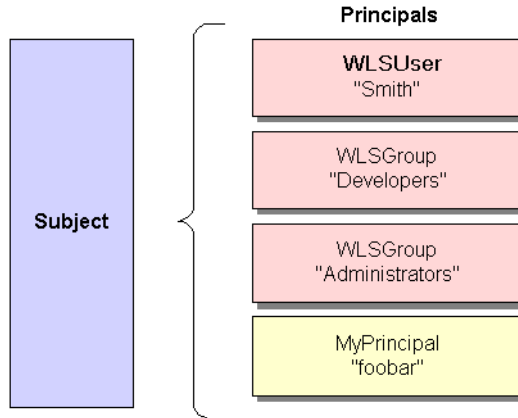 Principals
WLSUser
"Smith"
WLSGroup
"Developers"
Subject
WLSGroup
"Administrators"
MyPrincipal
"foobar"